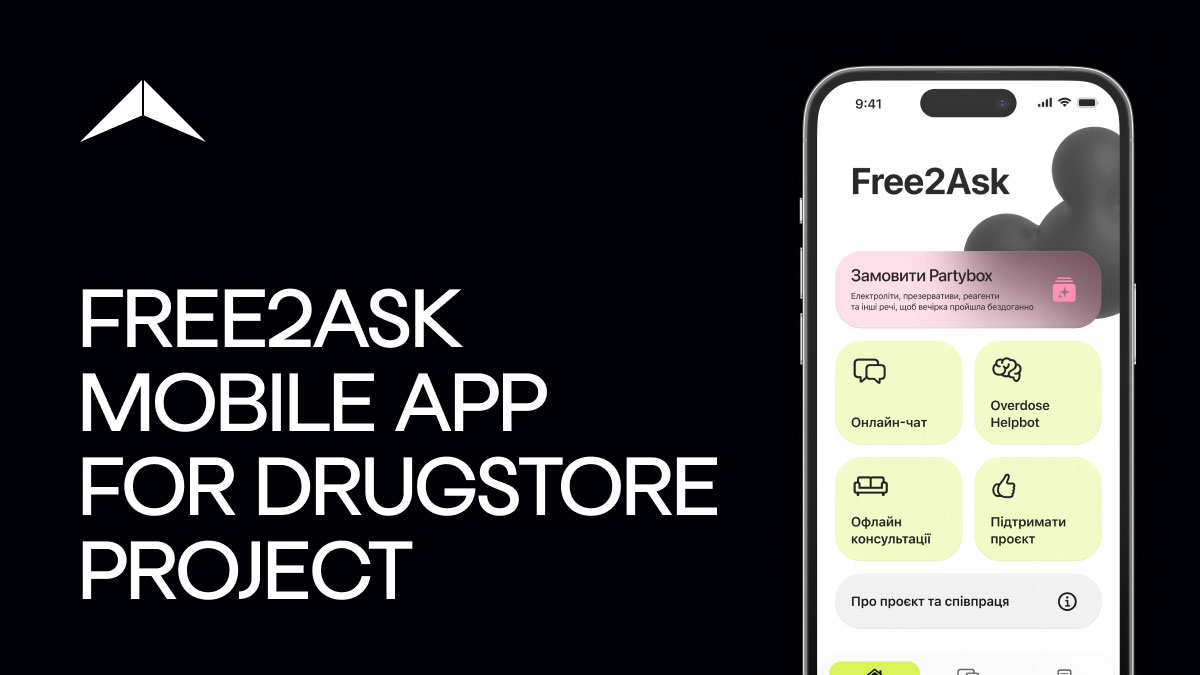 FREE2ASK
MOBILE APP
FOR DRUGSTORE
PROJECT
9:41
Free2Ask
Замовити Partybox
Електроліти, презервативи, реагенти
та інші речі, щоб вечірка пройшла бездоганно
Онлайн-чат
Overdose
Helpbot
Офлайн
консультації
Підтримати
проєкт
Про проєкт та співпраця